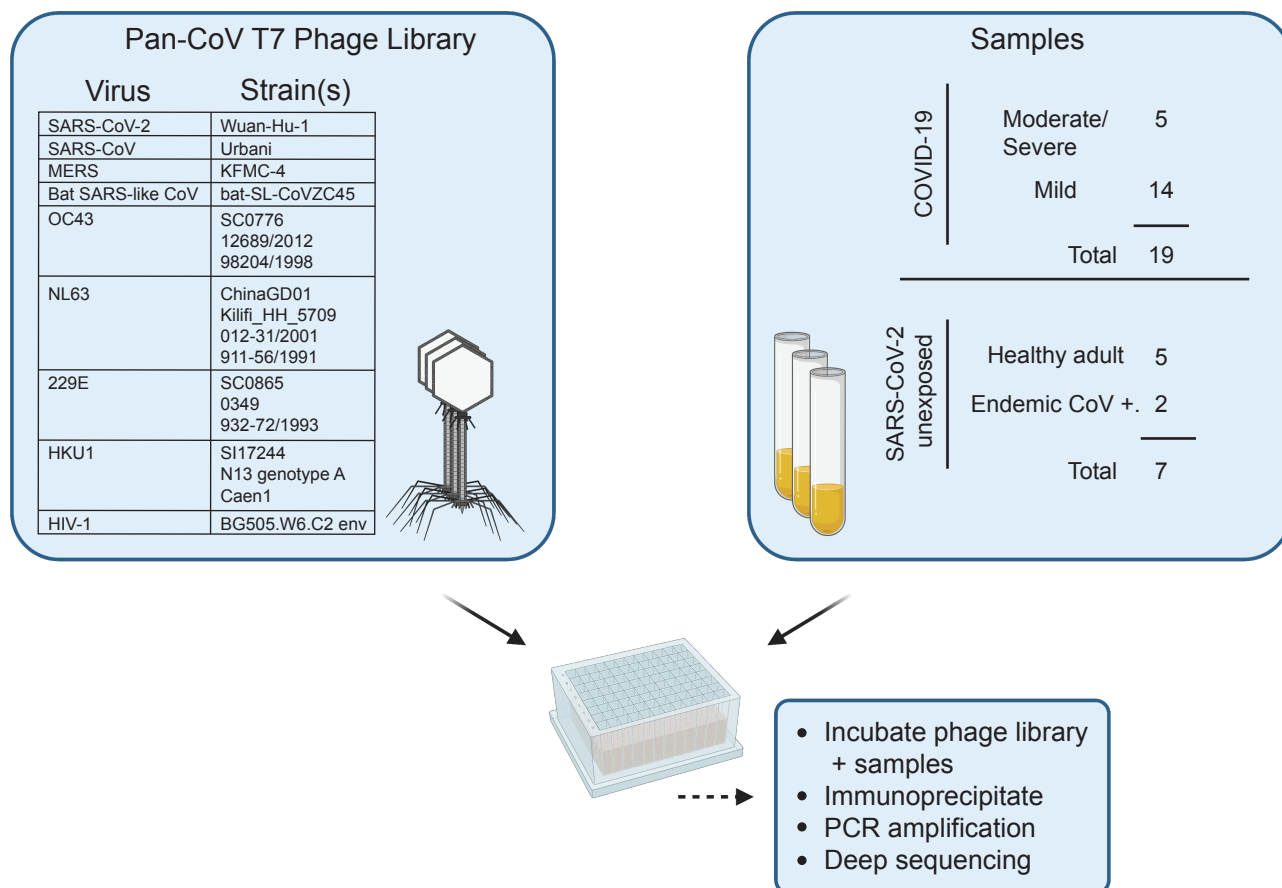 Pan-CoV T7 Phage Library
Virus Strain(s)
SARS-CoV-2 Wuan-Hu-1
SARS-CoV Urbani
MERS KFMC-4
Bat SARS-like CoV bat-SL-CoVZC45
OC43 SC0776
12689/2012
98204/1998
NL63 ChinaGD01
Kilifi_HH_5709
012-31/2001
911-56/1991
229E SC0865
0349
932-72/1993
HKU1 SI17244
N13 genotype A
Caen1
HIV-1 BG505.W6.C2 env
Samples
COVID-19
Moderate/ 5
Severe
Mild 14
Total 19
SARS-CoV-2
unexposed
Healthy adult 5
Endemic CoV +. 2
Total 7
• Incubate phage library
+ samples
• Immunoprecipitate
• PCR amplification
• Deep sequencing